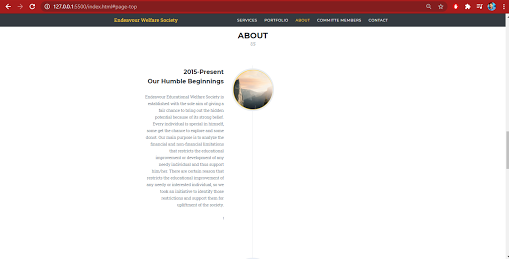 127.0.0.1:5500/index.html#page-top
Endeavour Welfare Society SERVICES PORTFOLIO ABOUT COMMITTE MEMBERS CONTACT
ABOUT
2015-Present
Our Humble Beginnings
Endeavour Educational Welfare Society is
established with the sole aim of giving a
fair chance to bring out the hidden
potential because of its strong belief.
Every individual is special in himself,
some get the chance to explore and some
donot. Our main purpose is to analyse the
financial and non-financial limitations
that restricts the educational
improvement or development of any
needy individual and thus support
him/her. There are certain reason that
restricts the educational improvement of
any needy or interested individual, so we
took an initiative to identify those
restrictions and support them for
upliftment of the society.